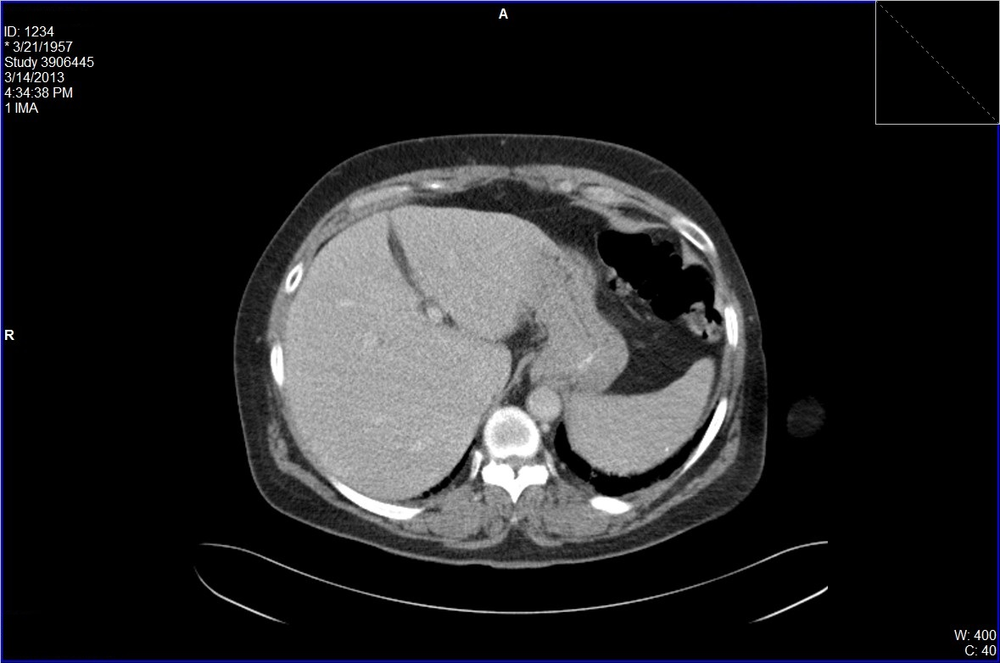 A
ID: 1234
* 3/21/1957
Study 3906445
3/14/2013
4:34:38 PM
1 IMA
R
W: 400
C: 40